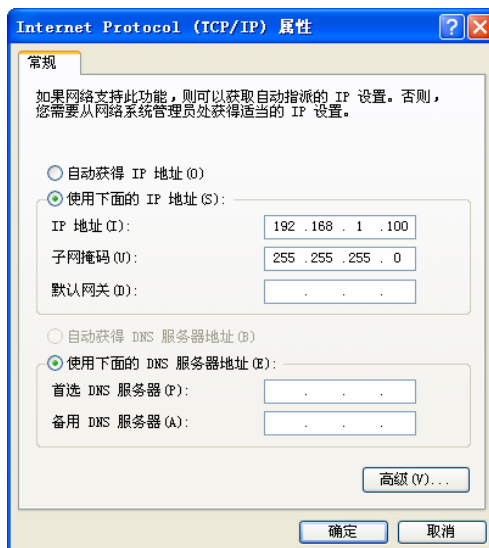 Internet Protocol (TCP/IP) 属性
常规
如果网络支持此功能，则可以获取自动指派的 IP 设置。否则，
您需要从网络系统管理员处获得适当的 IP 设置。
自动获得 IP 地址(O)
使用下面的 IP 地址(S):
IP 地址(I): 192 .168 . 1 .100
子网掩码(U): 255 .255 .255 . 0
默认网关(D): . . .
自动获得 DNS 服务器地址(B)
使用下面的 DNS 服务器地址(E):
首选 DNS 服务器(P): . . .
备用 DNS 服务器(A): . . .
高级(V)...
确定 取消